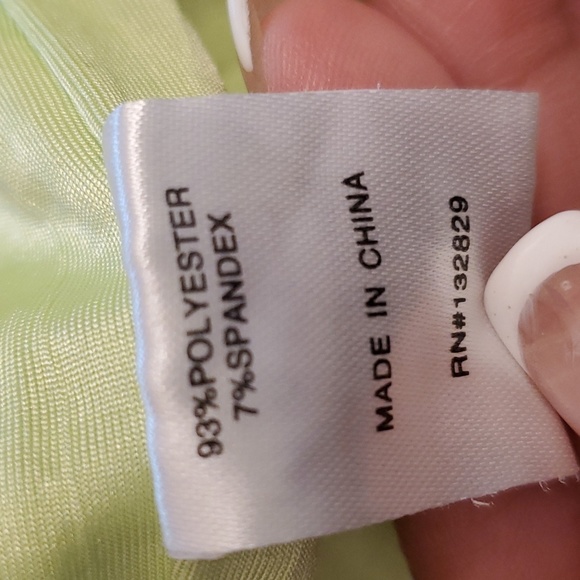 93%POLYESTER
7%SPANDEX
MADE IN CHINA
RN#132829